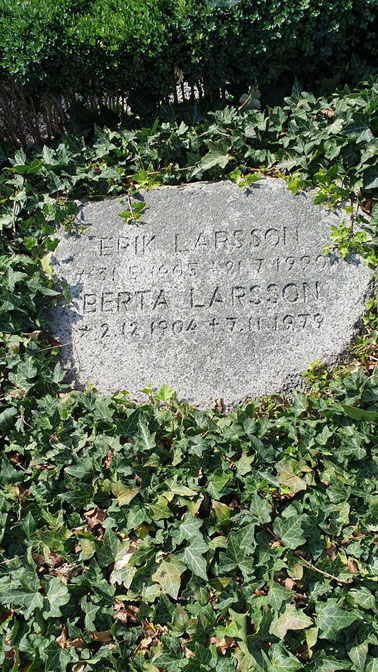 ERIK LARSSON
BERTA LARSSON
* 2.12 1904 + 7.11 1979